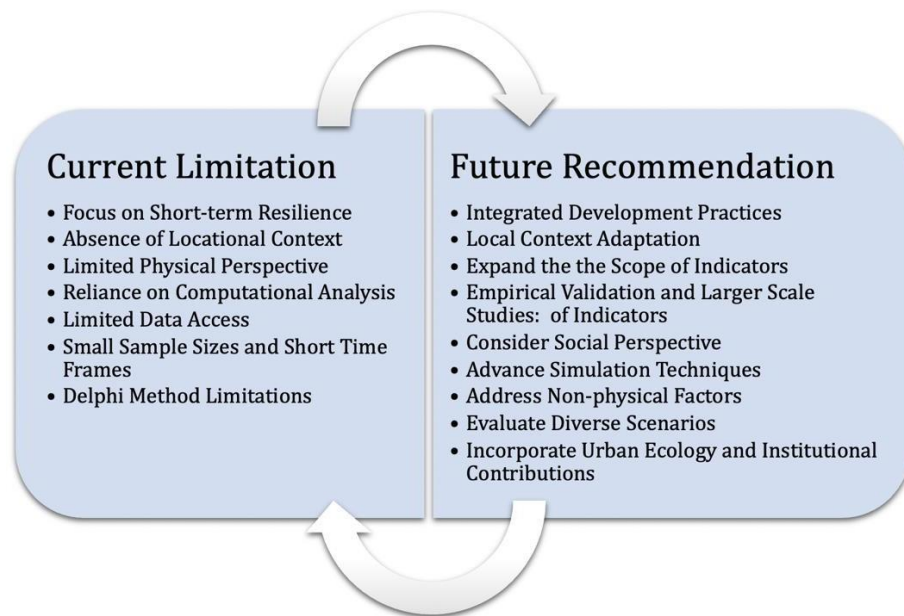 Current Limitation
• Focus on Short-term Resilience
• Absence of Locational Context
• Limited Physical Perspective
• Reliance on Computational Analysis
• Limited Data Access
• Small Sample Sizes and Short Time
Frames
• Delphi Method Limitations
Future Recommendation
• Integrated Development Practices
• Local Context Adaptation
• Expand the the Scope of Indicators
• Empirical Validation and Larger Scale
Studies:  of Indicators
• Consider Social Perspective
• Advance Simulation Techniques
• Address Non-physical Factors
• Evaluate Diverse Scenarios
• Incorporate Urban Ecology and Institutional
Contributions